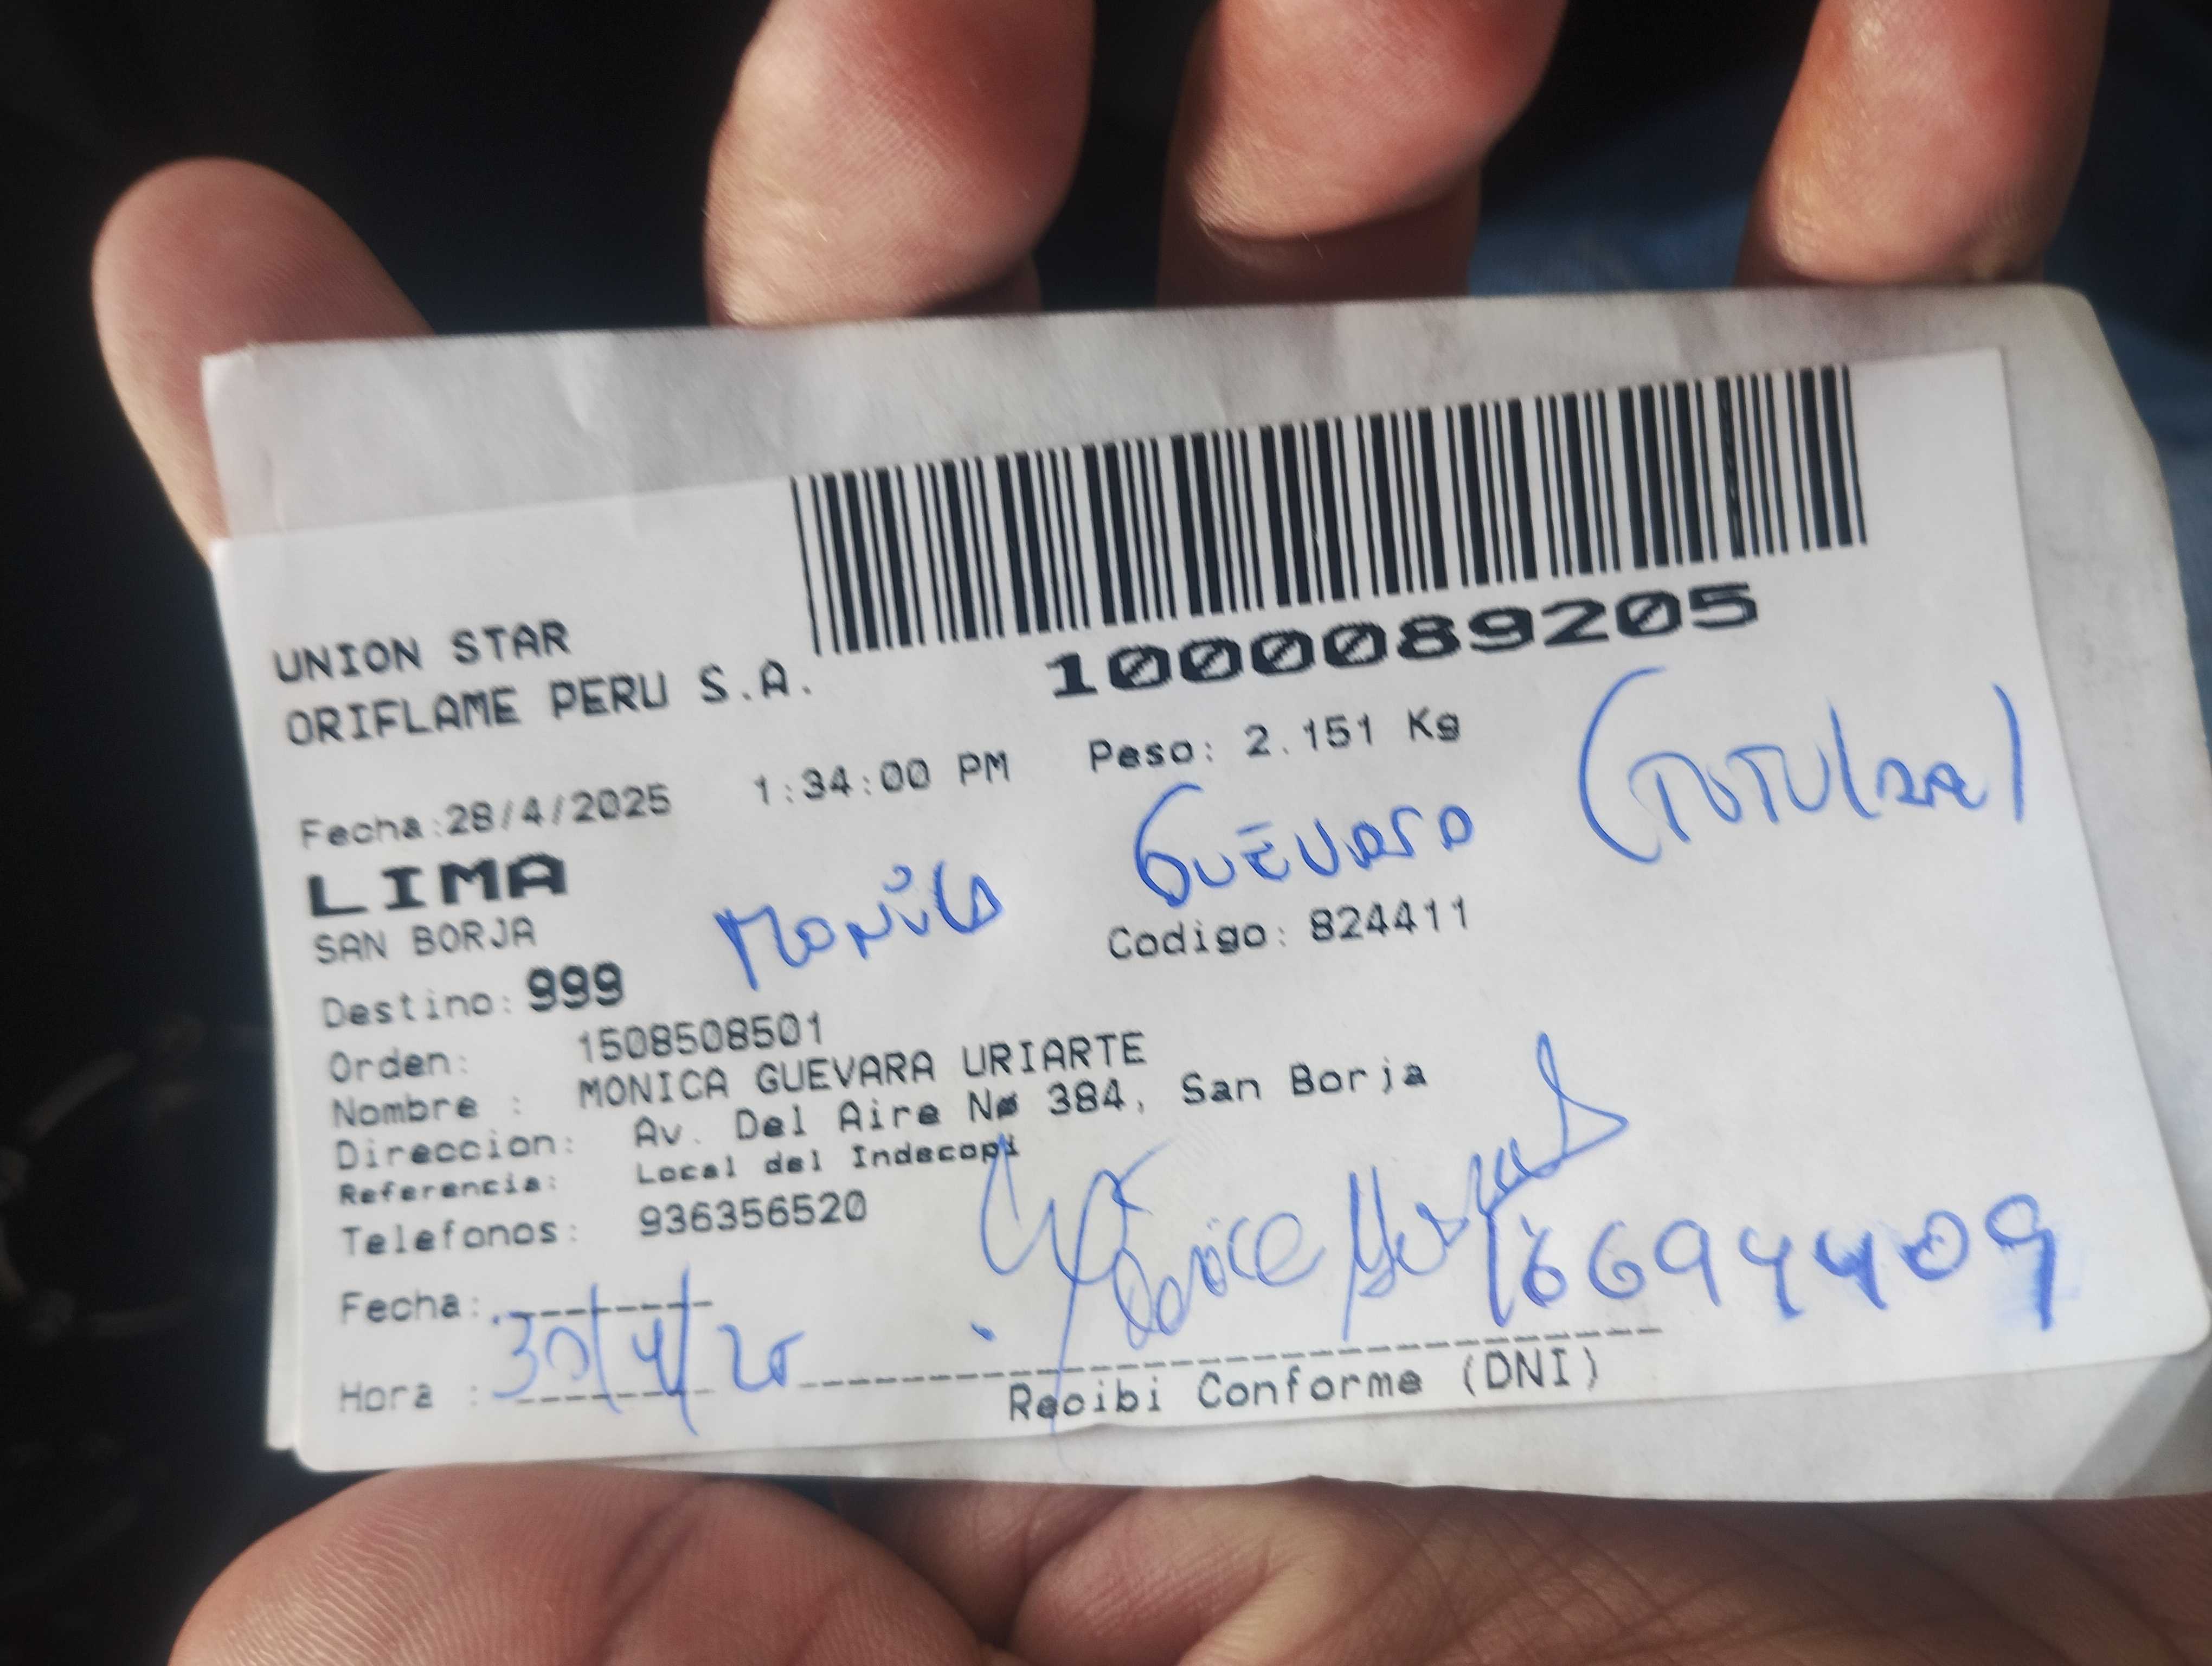 UNION STAR
ORIFLAME PERU S.A.
1000089205
Fecha:28/4/2025 1:34:00 PM Peso: 2.151 Kg
LIMA
SAN BORJA
Monica Guevara (Titular)
Destino: 999 Codigo: 824411
Orden: 1508508501
Nombre : MONICA GUEVARA URIARTE
Direccion: Av. Del Aire Nø 384, San Borja
Referencia: Local del Indecopi
Telefonos: 936356520
Fecha:
30/4/25
Hora :
Recibi Conforme (DNI)